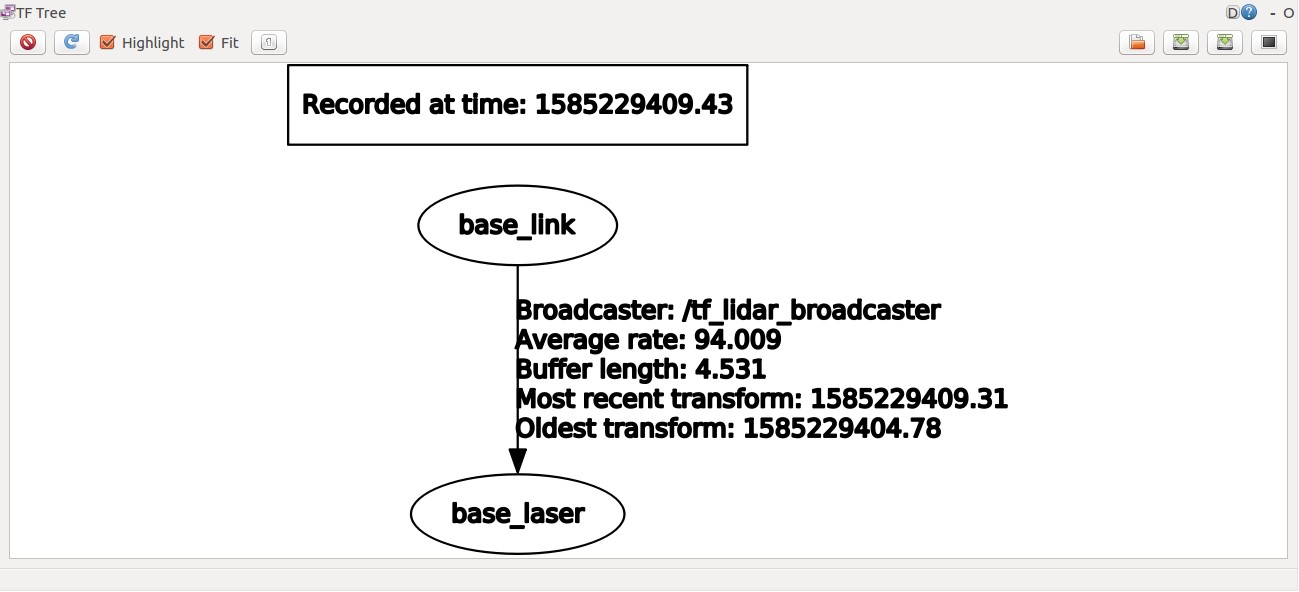 TF Tree
D ? - O
Highlight Fit
Recorded at time: 1585229409.43
base_link
Broadcaster: /tf_lidar_broadcaster
Average rate: 94.009
Buffer length: 4.531
Most recent transform: 1585229409.31
Oldest transform: 1585229404.78
base_laser